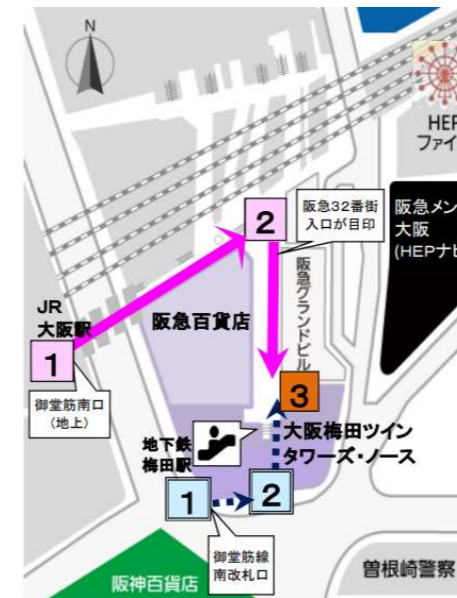 N
HEP
ファイ
阪急32番街
入口が目印
2
阪急メン
大阪
(HEPナビ
阪急グランドビル
JR
大阪駅
阪急百貨店
1
御堂筋南口
(地上)
3
地下鉄
梅田駅
大阪梅田ツイン
タワーズ・ノース
1
2
御堂筋線
南改札口
阪神百貨店
曽根崎警察